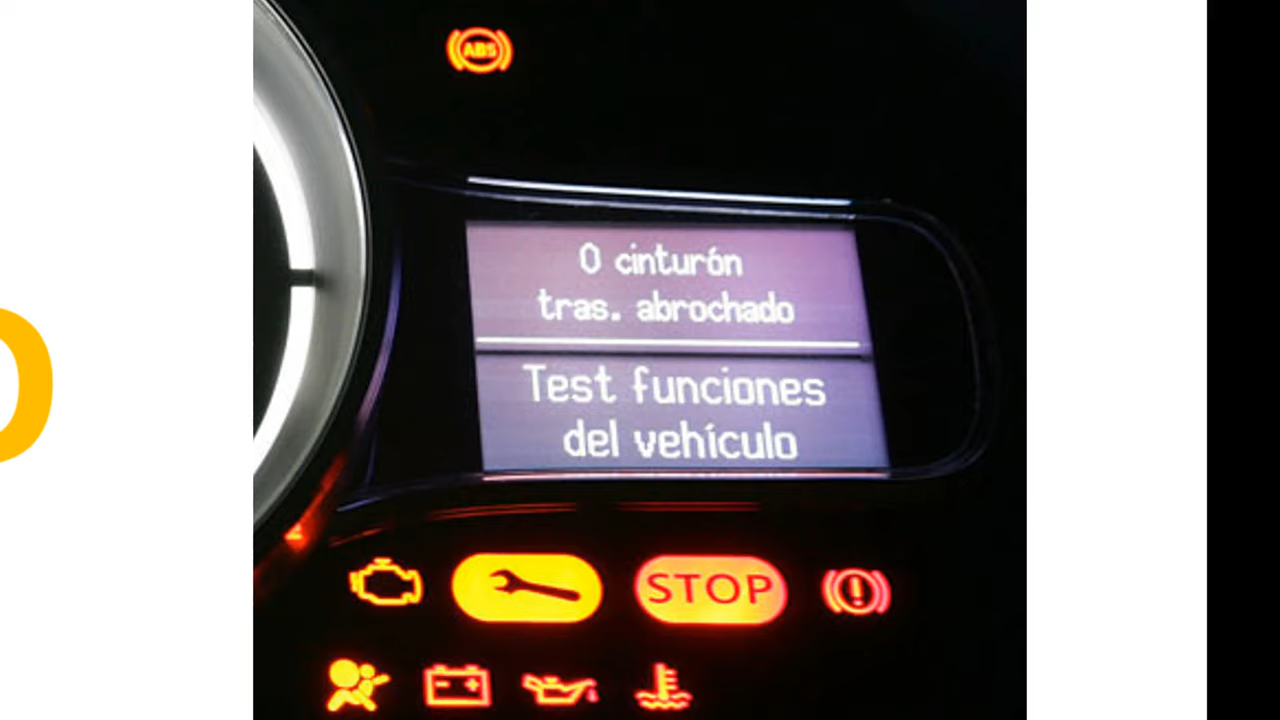 ABS
0 cinturón
tras. abrochado
Test funciones
del vehículo
STOP